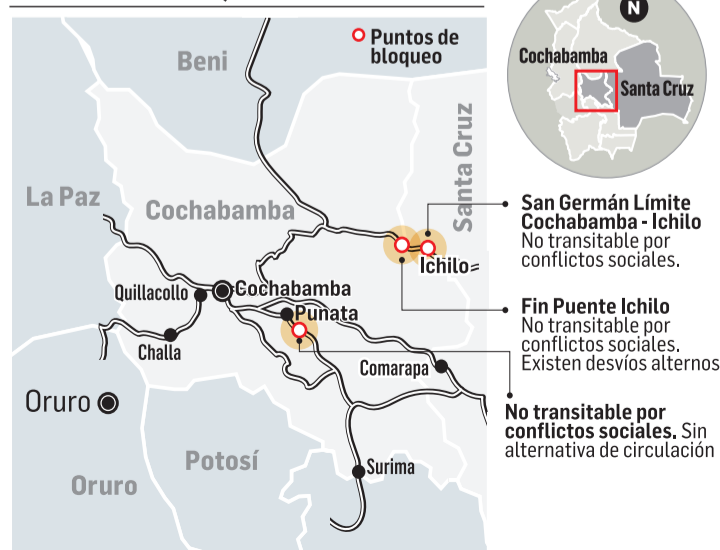 Puntos de
bloqueo
N
Cochabamba
Santa Cruz
Beni
La Paz
Cochabamba
Santa Cruz
Ichilo
Quillacollo
Cochabamba
Punata
Challa
Comarapa
Oruro
Potosí
Oruro
Surima
San Germán Límite
Cochabamba - Ichilo
No transitable por
conflictos sociales.
Fin Puente Ichilo
No transitable por
conflictos sociales.
Existen desvíos alternos
No transitable por
conflictos sociales. Sin
alternativa de circulación